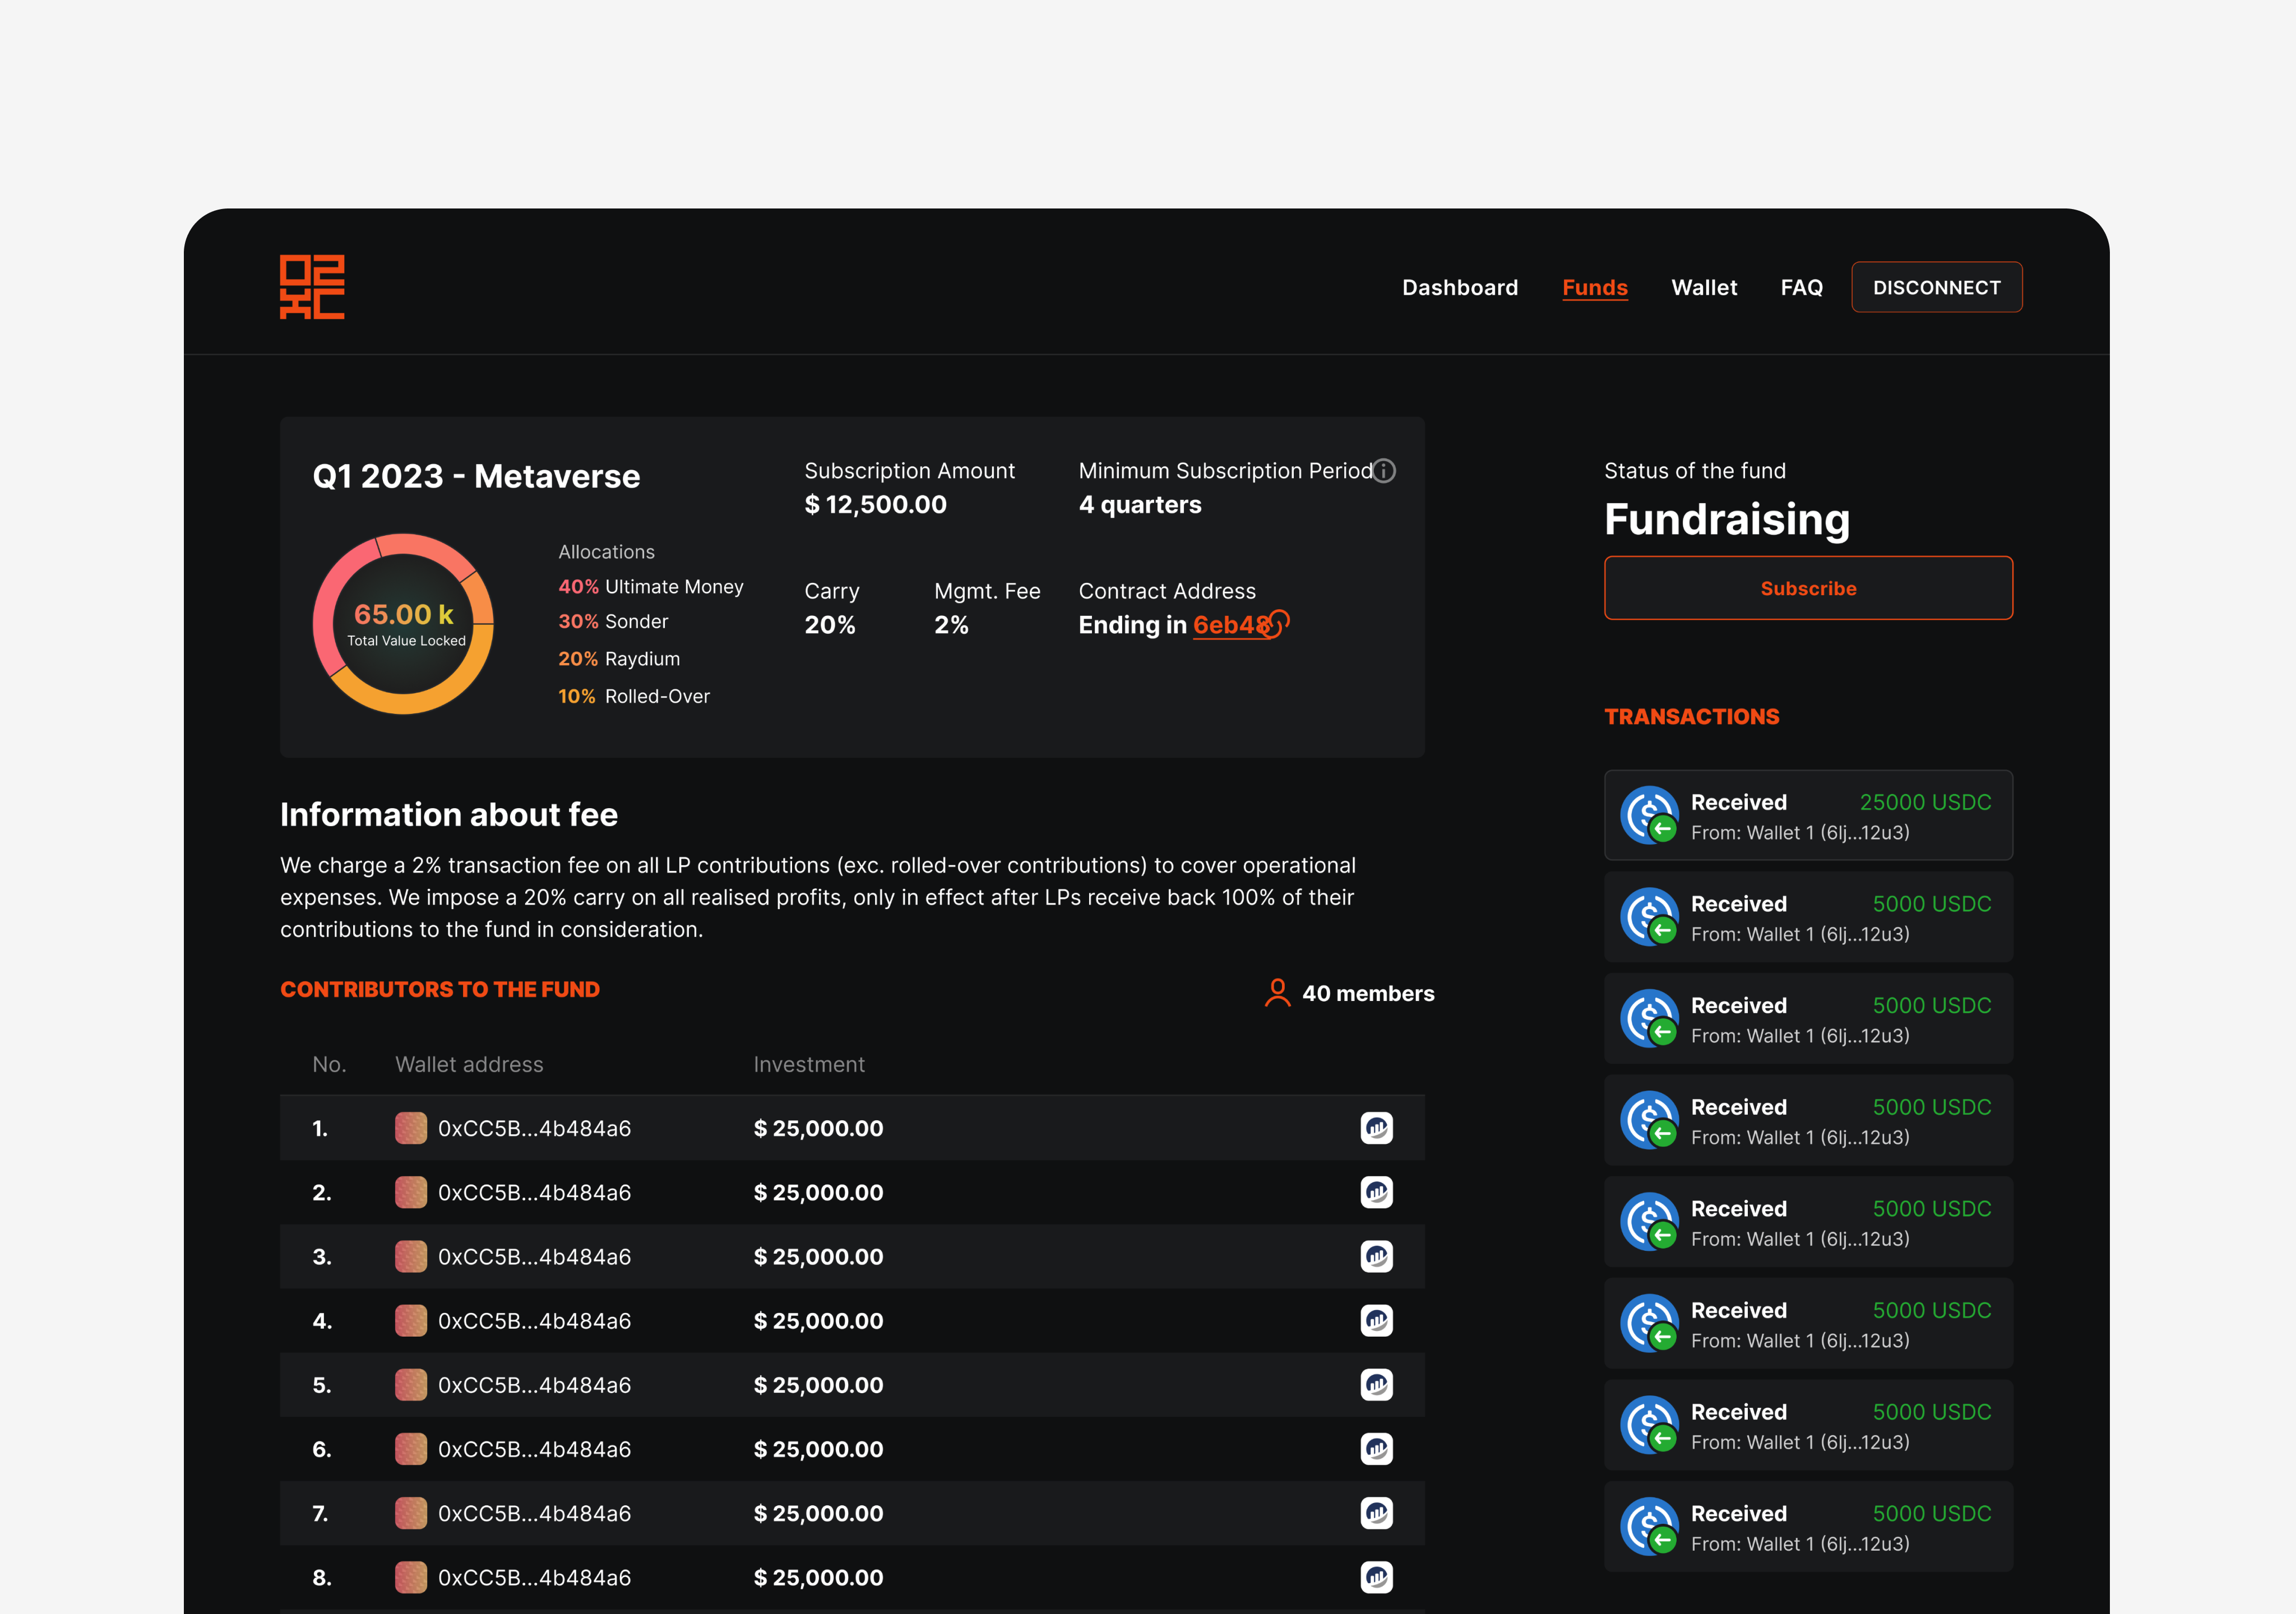 O2
XC
Dashboard
Funds
Wallet
FAQ
DISCONNECT
Q1 2023 - Metaverse
65.00 k
Total Value Locked
Allocations
40% Ultimate Money
30% Sonder
20% Raydium
10% Rolled-Over
Subscription Amount
$ 12,500.00
Minimum Subscription Period
4 quarters
Carry
20%
Mgmt. Fee
2%
Contract Address
Ending in 6eb48
Status of the fund
Fundraising
Subscribe
Information about fee
We charge a 2% transaction fee on all LP contributions (exc. rolled-over contributions) to cover operational
expenses. We impose a 20% carry on all realised profits, only in effect after LPs receive back 100% of their
contributions to the fund in consideration.
CONTRIBUTORS TO THE FUND
40 members
No. Wallet address Investment
1. 0xCC5B...4b484a6 $ 25,000.00
2. 0xCC5B...4b484a6 $ 25,000.00
3. 0xCC5B...4b484a6 $ 25,000.00
4. 0xCC5B...4b484a6 $ 25,000.00
5. 0xCC5B...4b484a6 $ 25,000.00
6. 0xCC5B...4b484a6 $ 25,000.00
7. 0xCC5B...4b484a6 $ 25,000.00
8. 0xCC5B...4b484a6 $ 25,000.00
TRANSACTIONS
Received 25000 USDC
From: Wallet 1 (6lj...12u3)
Received 5000 USDC
From: Wallet 1 (6lj...12u3)
Received 5000 USDC
From: Wallet 1 (6lj...12u3)
Received 5000 USDC
From: Wallet 1 (6lj...12u3)
Received 5000 USDC
From: Wallet 1 (6lj...12u3)
Received 5000 USDC
From: Wallet 1 (6lj...12u3)
Received 5000 USDC
From: Wallet 1 (6lj...12u3)
Received 5000 USDC
From: Wallet 1 (6lj...12u3)